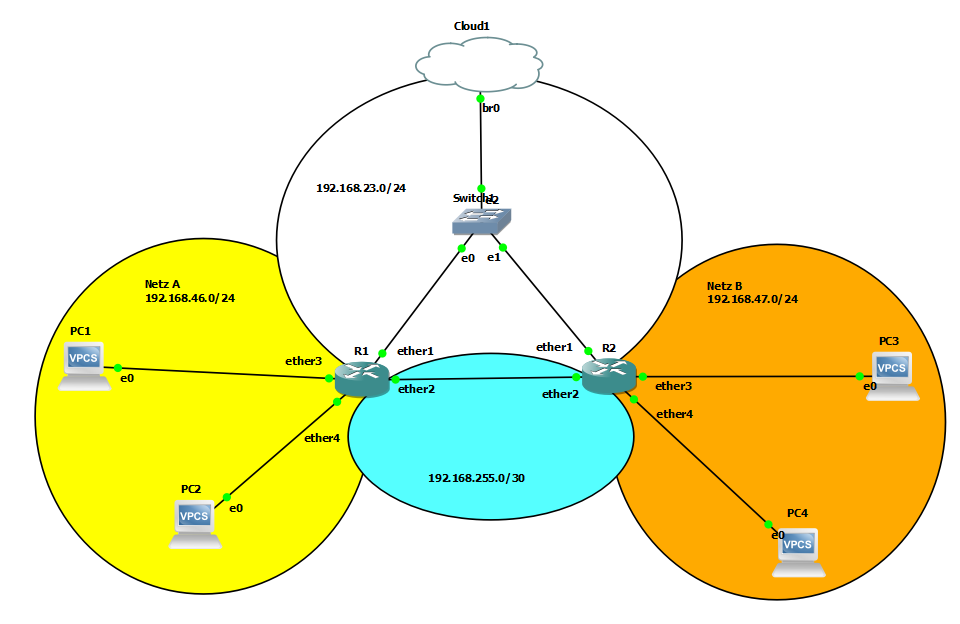 Cloud1
br0
192.168.23.0/24
Switch1
e2
e0
e1
Netz A
192.168.46.0/24
Netz B
192.168.47.0/24
PC1
VPCS
e0
ether3
R1
ether1
ether2
ether4
ether1
R2
ether2
ether3
ether4
PC3
VPCS
e0
192.168.255.0/30
PC2
VPCS
e0
PC4
VPCS
e0